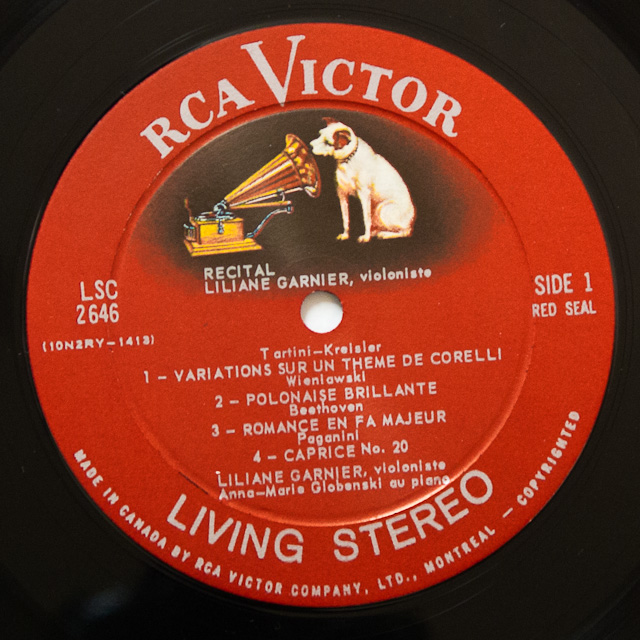 RCA VICTOR
RECITAL
LILIANE GARNIER, violoniste
LSC
2646
(10N2RY-1413)
SIDE 1
RED SEAL
Tartini-Kreisler
1 - VARIATIONS SUR UN THEME DE CORELLI
Wieniawski
2 - POLONAISE BRILLANTE
Beethoven
3 - ROMANCE EN FA MAJEUR
Paganini
4 - CAPRICE No. 20
LILIANE GARNIER, violoniste
Anna-Marie Globenski au piano
LIVING STEREO
MADE IN CANADA BY RCA VICTOR COMPANY, LTD., MONTREAL - COPYRIGHTED